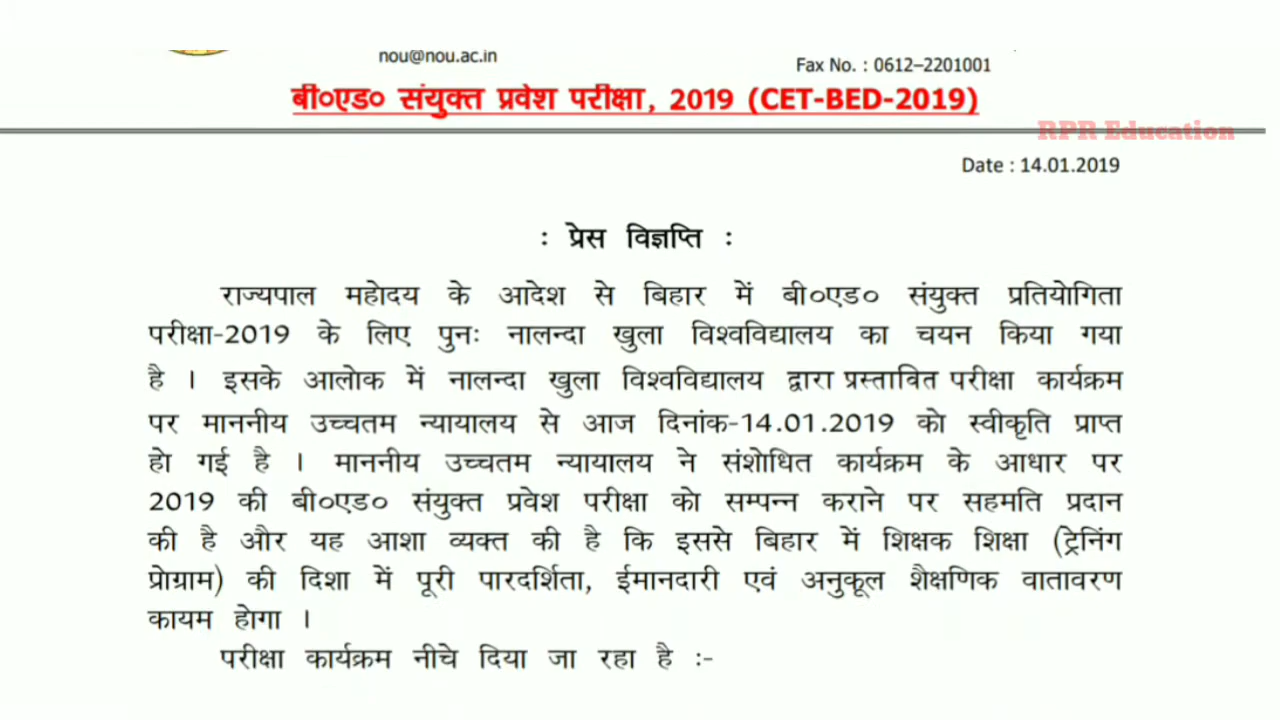 nou@nou.ac.in
Fax No. : 0612–2201001
बी०एड० संयुक्त प्रवेश परीक्षा, 2019 (CET-BED-2019)
RPR Education
Date : 14.01.2019
: प्रेस विज्ञप्ति :
राज्यपाल महोदय के आदेश से बिहार में बी०एड० संयुक्त प्रतियोगिता
परीक्षा-2019 के लिए पुनः नालन्दा खुला विश्वविद्यालय का चयन किया गया
है । इसके आलोक में नालन्दा खुला विश्वविद्यालय द्वारा प्रस्तावित परीक्षा कार्यक्रम
पर माननीय उच्चतम न्यायालय से आज दिनांक-14.01.2019 को स्वीकृति प्राप्त
हो गई है । माननीय उच्चतम न्यायालय ने संशोधित कार्यक्रम के आधार पर
2019 की बी०एड० संयुक्त प्रवेश परीक्षा को सम्पन्न कराने पर सहमति प्रदान
की है और यह आशा व्यक्त की है कि इससे बिहार में शिक्षक शिक्षा (ट्रेनिंग
प्रोग्राम) की दिशा में पूरी पारदर्शिता, ईमानदारी एवं अनुकूल शैक्षणिक वातावरण
कायम होगा ।
परीक्षा कार्यक्रम नीचे दिया जा रहा है :-